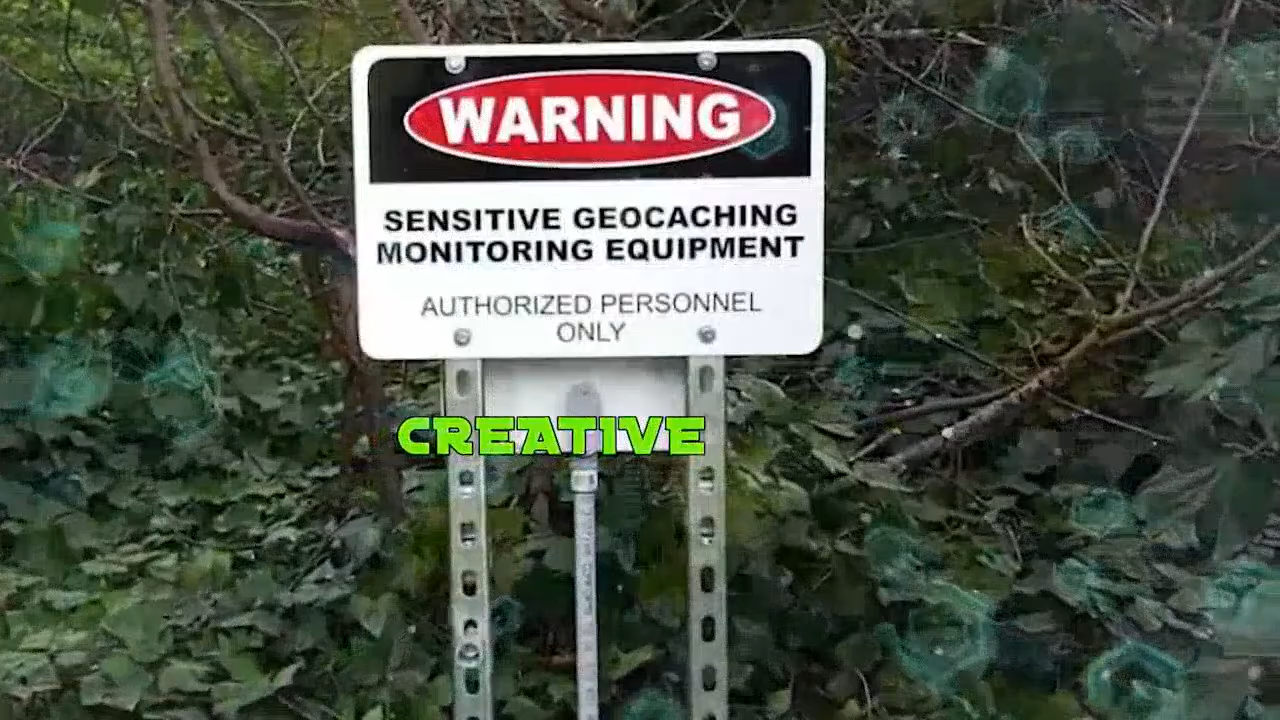 WARNING
SENSITIVE GEOCACHING
MONITORING EQUIPMENT
AUTHORIZED PERSONNEL
ONLY
CREATIVE